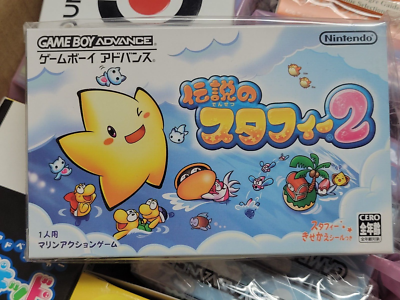 GAME BOY ADVANCE
ゲームボーイ アドバンス
Nintendo
伝説の
でんせつ
スタフィー2
1人用
マリンアクションゲーム
スタフィー
きせかえシールつき
CERO
全年齢